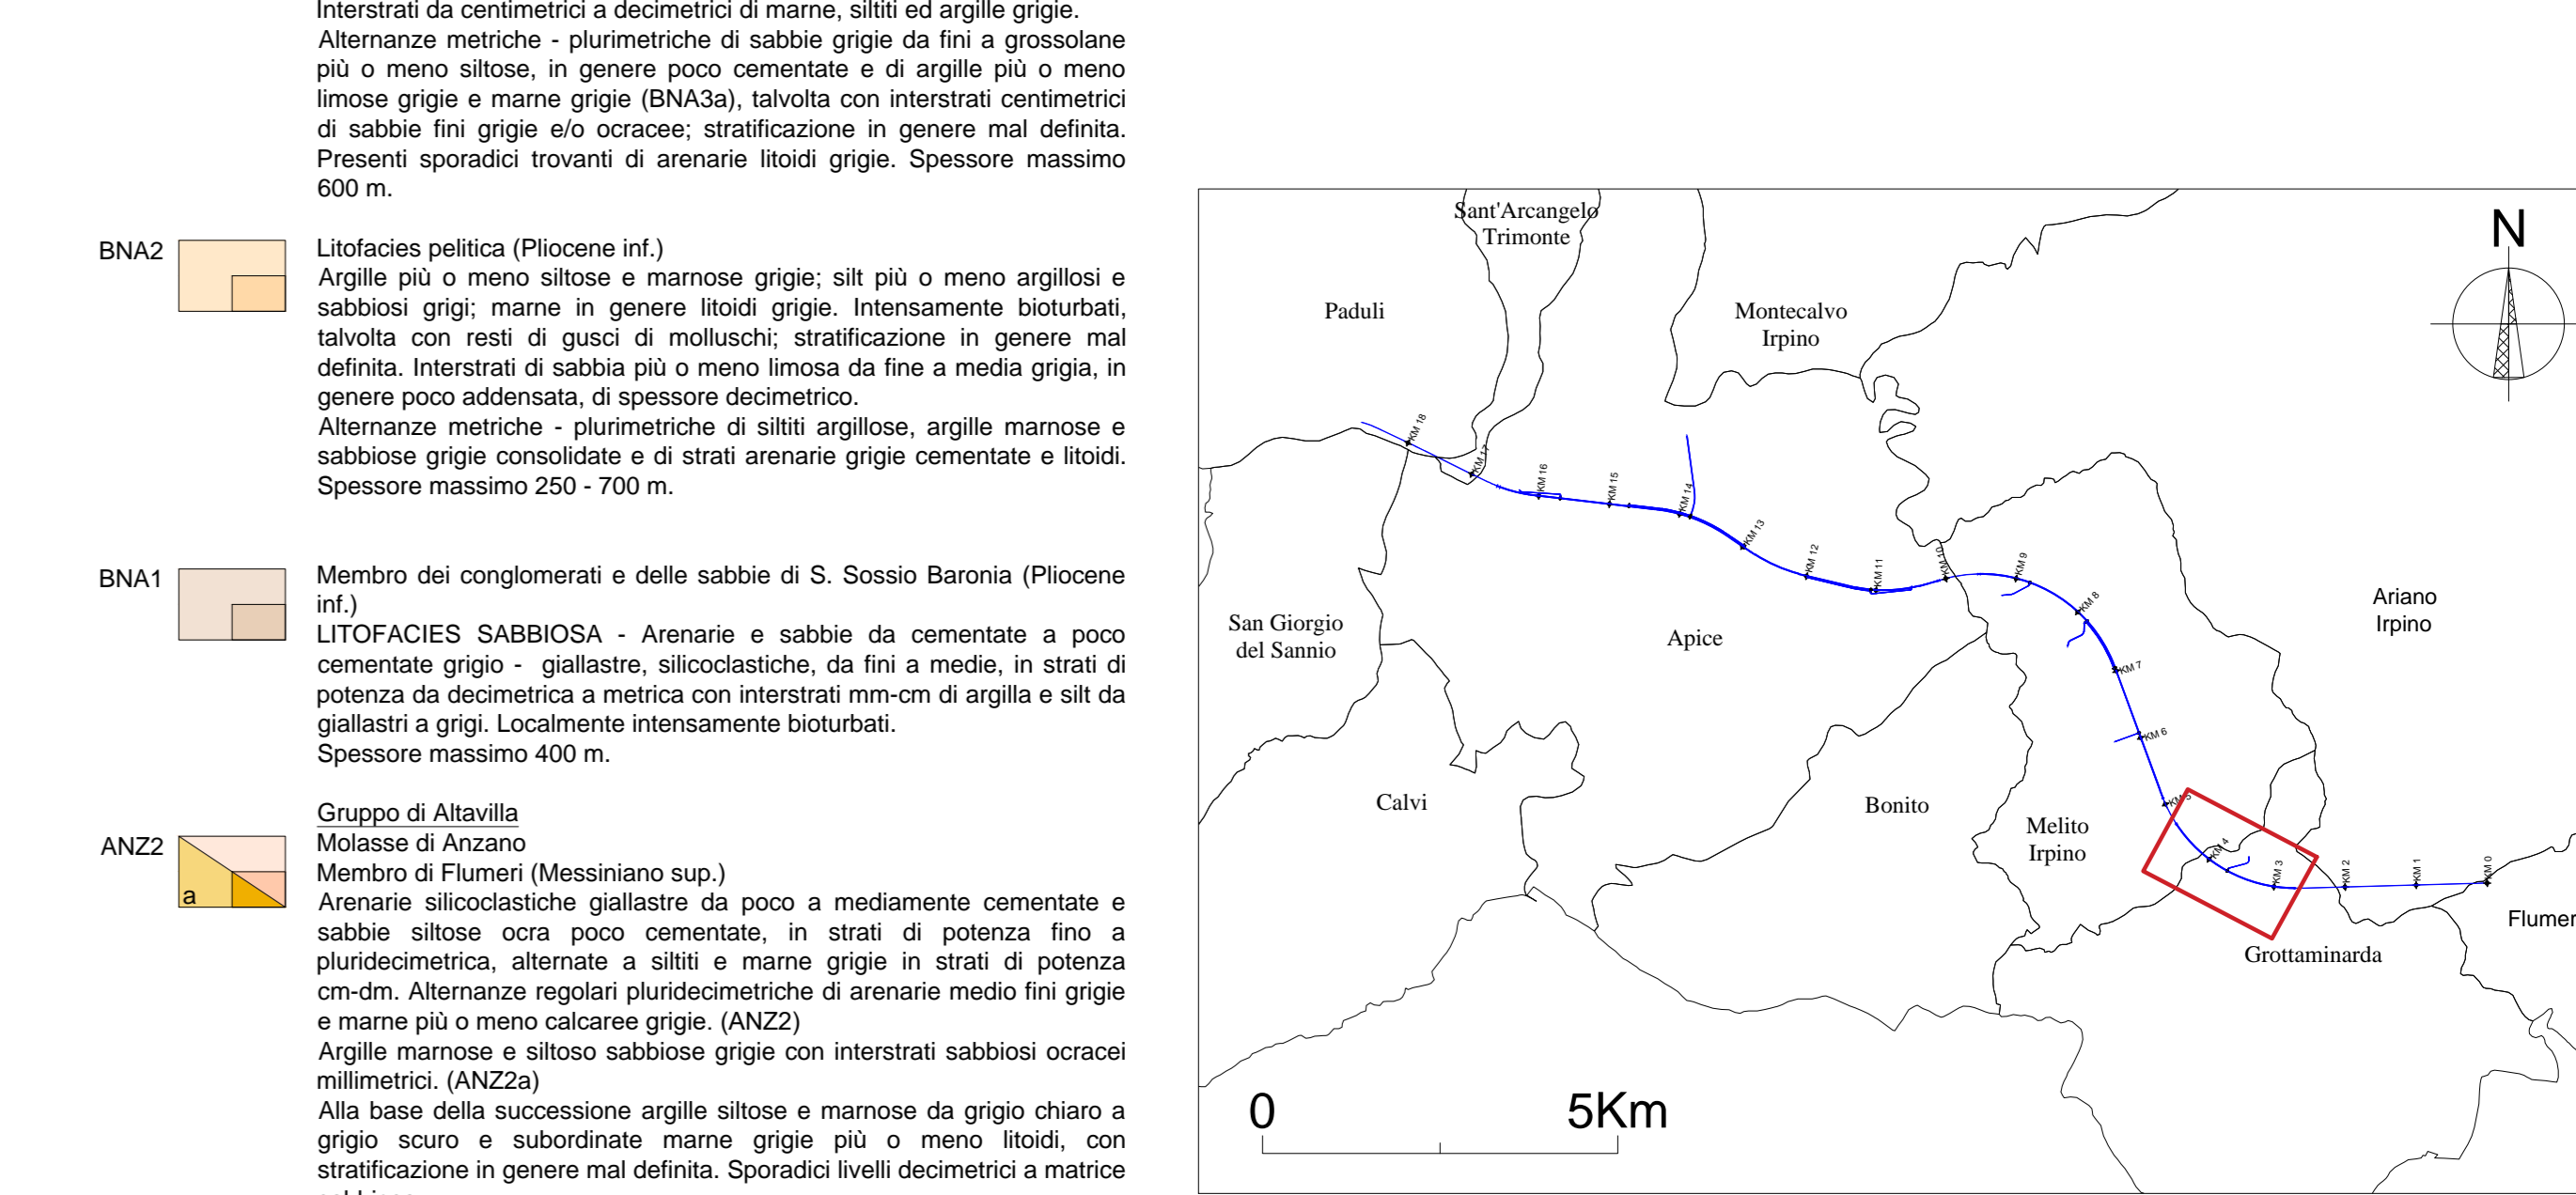 Interstrati da centimetrici a decimetrici di marne, siltiti ed argille grigie.
Alternanze metriche - plurimetriche di sabbie grigie da fini a grossolane
più o meno siltose, in genere poco cementate e di argille più o meno
limose grigie e marne grigie (BNA3a), talvolta con interstrati centimetrici
di sabbie fini grigie e/o ocracee; stratificazione in genere mal definita.
Presenti sporadici trovanti di arenarie litoidi grigie. Spessore massimo
600 m.
BNA2
Litofacies pelitica (Pliocene inf.)
Argille più o meno siltose e marnose grigie; silt più o meno argillosi e
sabbiosi grigi; marne in genere litoidi grigie. Intensamente bioturbati,
talvolta con resti di gusci di molluschi; stratificazione in genere mal
definita. Interstrati di sabbia più o meno limosa da fine a media grigia, in
genere poco addensata, di spessore decimetrico.
Alternanze metriche - plurimetriche di siltiti argillose, argille marnose e
sabbiose grigie consolidate e di strati arenarie grigie cementate e litoidi.
Spessore massimo 250 - 700 m.
BNA1
Membro dei conglomerati e delle sabbie di S. Sossio Baronia (Pliocene
inf.)
LITOFACIES SABBIOSA - Arenarie e sabbie da cementate a poco
cementate grigio - giallastre, silicoclastiche, da fini a medie, in strati di
potenza da decimetrica a metrica con interstrati mm-cm di argilla e silt da
giallastri a grigi. Localmente intensamente bioturbati.
Spessore massimo 400 m.
Gruppo di Altavilla
ANZ2
a
Molasse di Anzano
Membro di Flumeri (Messiniano sup.)
Arenarie silicoclastiche giallastre da poco a mediamente cementate e
sabbie siltose ocra poco cementate, in strati di potenza fino a
pluridecimetrica, alternate a siltiti e marne grigie in strati di potenza
cm-dm. Alternanze regolari pluridecimetriche di arenarie medio fini grigie
e marne più o meno calcaree grigie. (ANZ2)
Argille marnose e siltoso sabbiose grigie con interstrati sabbiosi ocracei
millimetrici. (ANZ2a)
Alla base della successione argille siltose e marnose da grigio chiaro a
grigio scuro e subordinate marne grigie più o meno litoidi, con
stratificazione in genere mal definita. Sporadici livelli decimetrici a matrice
Sant'Arcangelo
Trimonte
N
Paduli
Montecalvo
Irpino
KM 18
KM 17
KM 16
KM 15
KM 14
KM 13
KM 12
KM 11
KM 10
KM 9
KM 8
KM 7
KM 6
KM 5
KM 4
KM 3
KM 2
KM 1
KM 0
Ariano
Irpino
San Giorgio
del Sannio
Apice
Calvi
Bonito
Melito
Irpino
Flumer
Grottaminarda
0
5Km